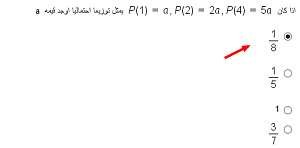 اذا كان P(1) = a, P(2) = 2a, P(4) = 5a يمثل توزيعا احتماليا اوجد قيمه a
1/8
1/5
1
3/7